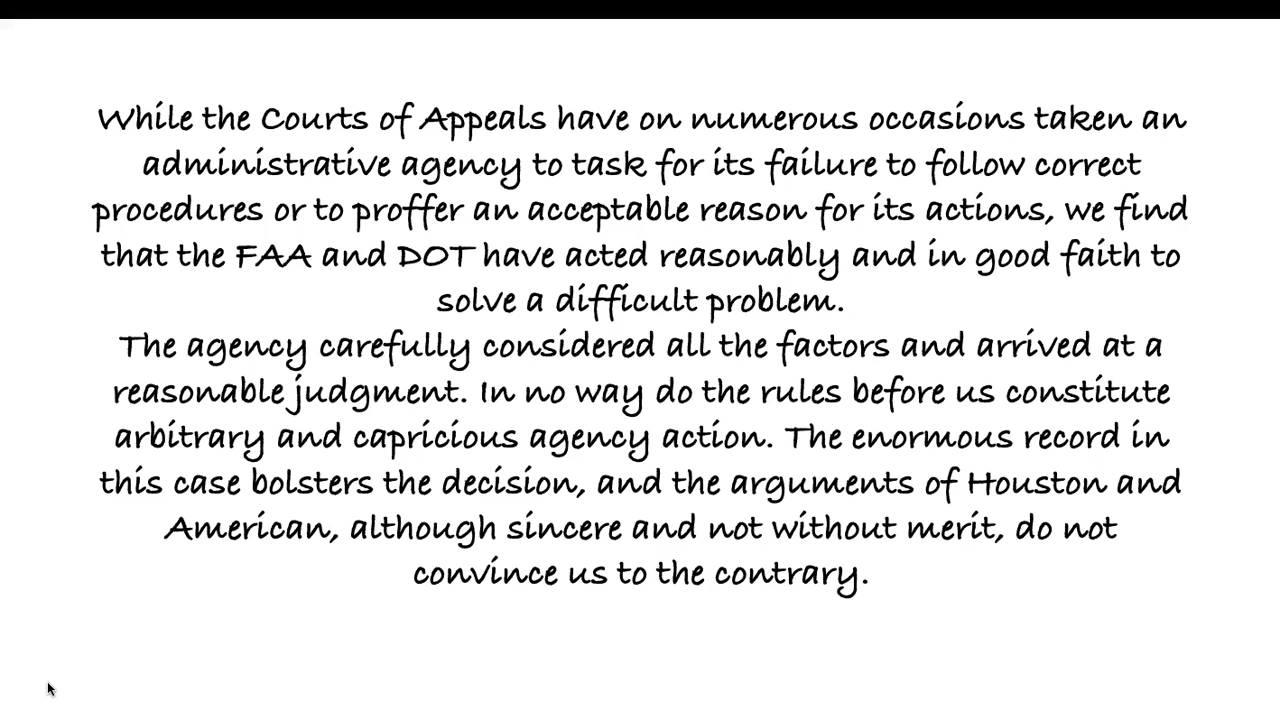 While the Courts of Appeals have on numerous occasions taken an
administrative agency to task for its failure to follow correct
procedures or to proffer an acceptable reason for its actions, we find
that the FAA and DOT have acted reasonably and in good faith to
solve a difficult problem.
The agency carefully considered all the factors and arrived at a
reasonable judgment. In no way do the rules before us constitute
arbitrary and capricious agency action. The enormous record in
this case bolsters the decision, and the arguments of Houston and
American, although sincere and not without merit, do not
convince us to the contrary.